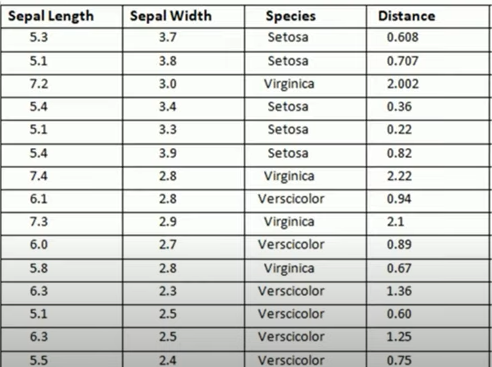 Sepal Length Sepal Width Species Distance
5.3 3.7 Setosa 0.608
5.1 3.8 Setosa 0.707
7.2 3.0 Virginica 2.002
5.4 3.4 Setosa 0.36
5.1 3.3 Setosa 0.22
5.4 3.9 Setosa 0.82
7.4 2.8 Virginica 2.22
6.1 2.8 Verscicolor 0.94
7.3 2.9 Virginica 2.1
6.0 2.7 Verscicolor 0.89
5.8 2.8 Virginica 0.67
6.3 2.3 Verscicolor 1.36
5.1 2.5 Verscicolor 0.60
6.3 2.5 Verscicolor 1.25
5.5 2.4 Verscicolor 0.75